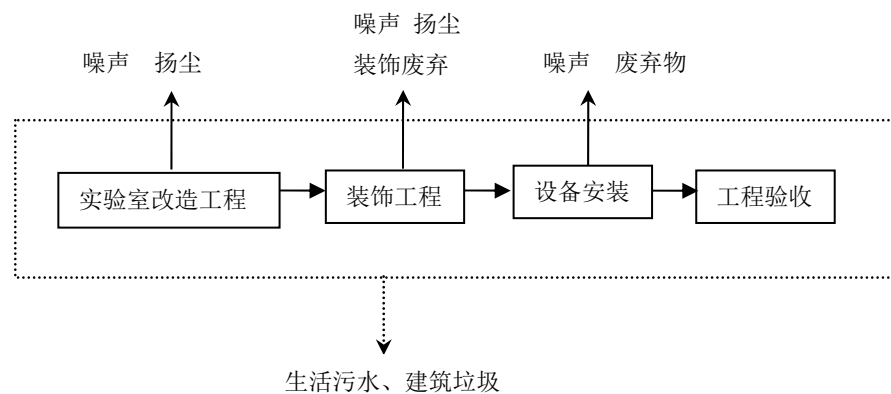 噪声 扬尘
噪声 扬尘
装饰废弃
噪声 废弃物
实验室改造工程
装饰工程
设备安装
工程验收
生活污水、建筑垃圾